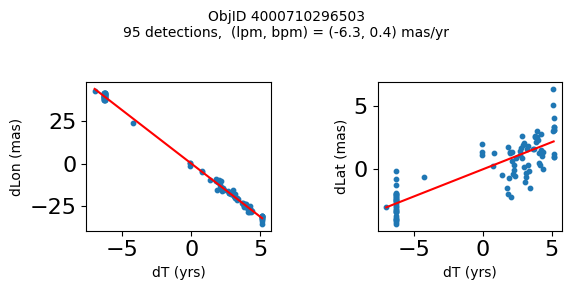 ObjID 4000710296503
95 detections,  (lpm, bpm) = (-6.3, 0.4) mas/yr
dLon (mas)
25
0
−25
−5
0
5
dT (yrs)
dLat (mas)
5
0
−5
0
5
dT (yrs)